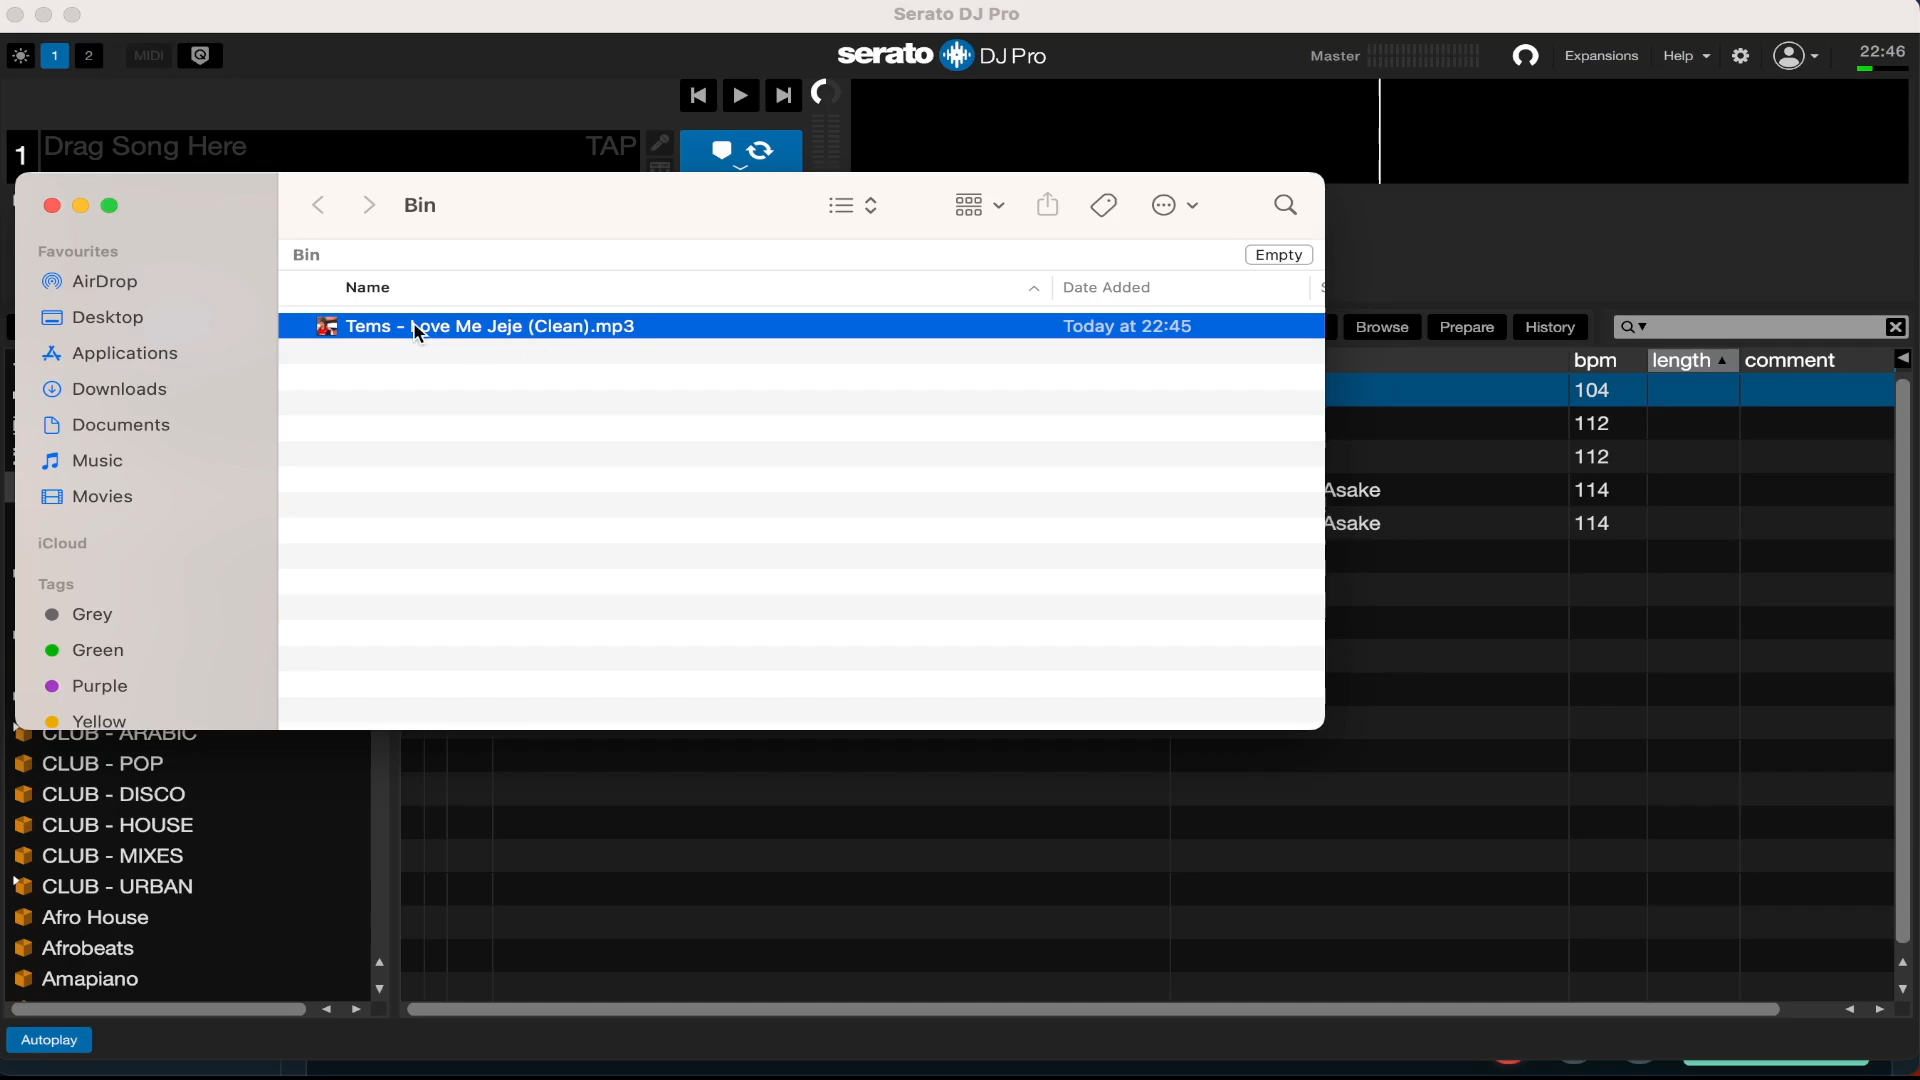 Serato DJ Pro
1
2
MIDI
serato DJ Pro
Master
Expansions
Help
22:46
1
Drag Song Here
TAP
Bin
Favourites
AirDrop
Desktop
Applications
Downloads
Documents
Music
Movies
iCloud
Tags
Grey
Green
Purple
Yellow
Bin
Empty
Name
Date Added
Tems - Love Me Jeje (Clean).mp3
Today at 22:45
Browse
Prepare
History
bpm
length
comment
104
112
112
Asake
114
Asake
114
CLUB - ARABIC
CLUB - POP
CLUB - DISCO
CLUB - HOUSE
CLUB - MIXES
CLUB - URBAN
Afro House
Afrobeats
Amapiano
Autoplay